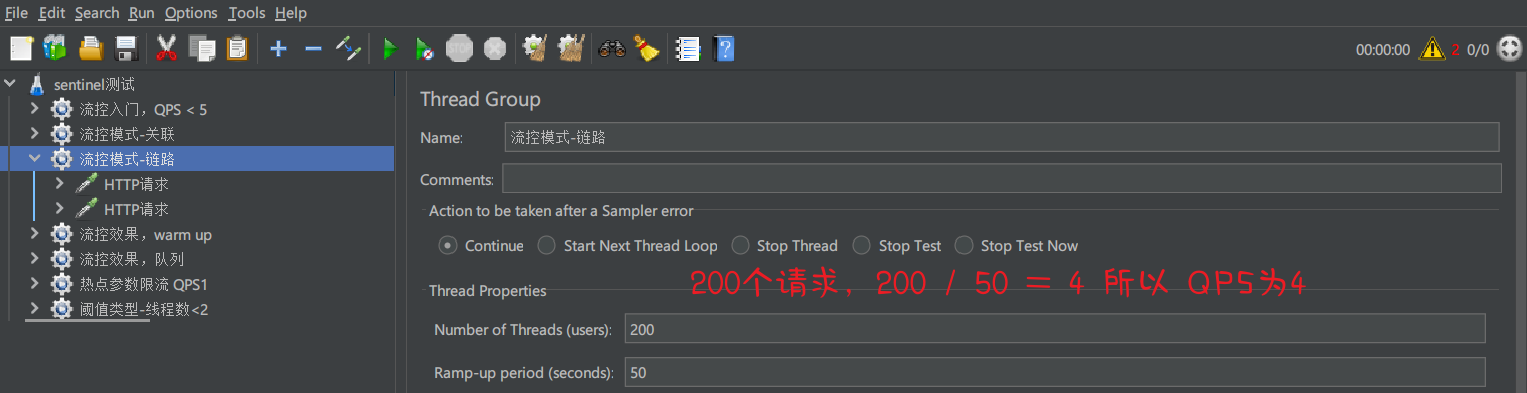 File Edit Search Run Options Tools Help
STOP
00:00:00 2 0/0
sentinel测试
流控入门，QPS < 5
流控模式-关联
流控模式-链路
HTTP请求
HTTP请求
流控效果，warm up
流控效果，队列
热点参数限流 QPS1
阈值类型-线程数<2
Thread Group
Name: 流控模式-链路
Comments:
Action to be taken after a Sampler error
Continue Start Next Thread Loop Stop Thread Stop Test Stop Test Now
200个请求，200 / 50 = 4 所以 QPS为4
Thread Properties
Number of Threads (users): 200
Ramp-up period (seconds): 50